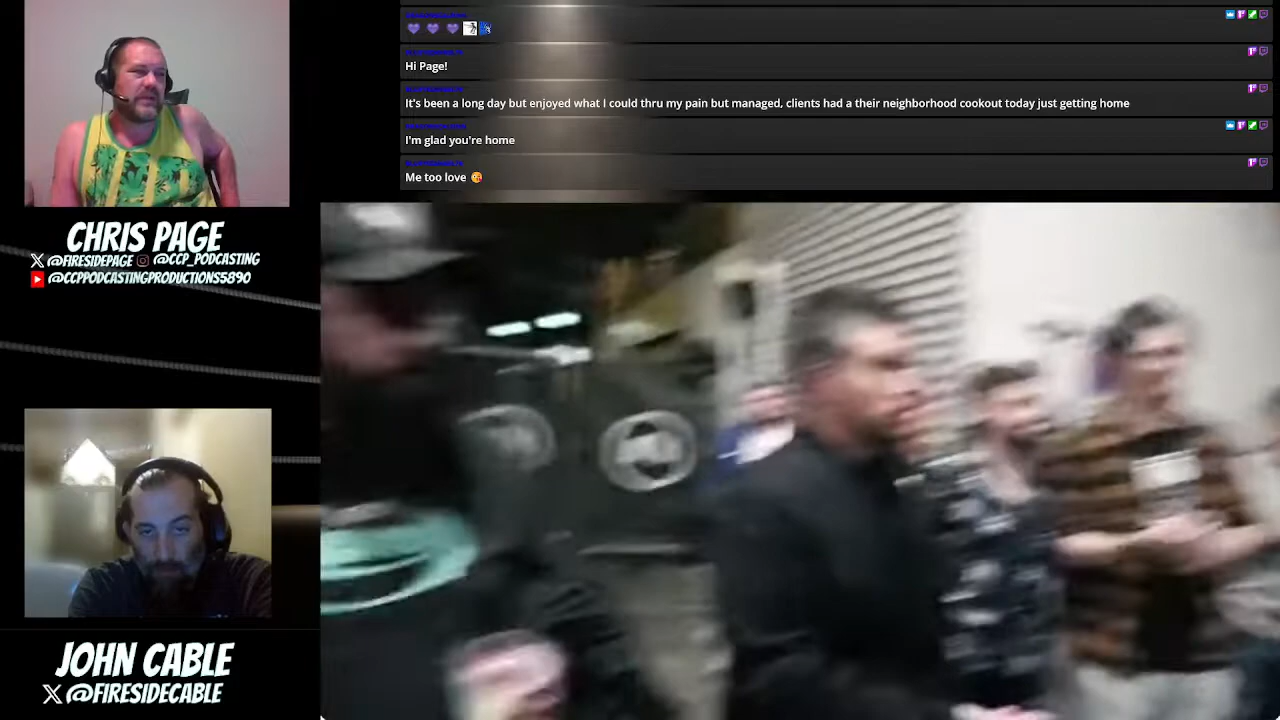 Hi Page!
It's been a long day but enjoyed what I could thru my pain but managed, clients had a their neighborhood cookout today just getting home
I'm glad you're home
Me too love
CHRIS PAGE
@FIRESIDEPAGE @CCP_PODCASTING
@CCPPODCASTINGPRODUCTIONS5890
JOHN CABLE
@FIRESIDECABLE